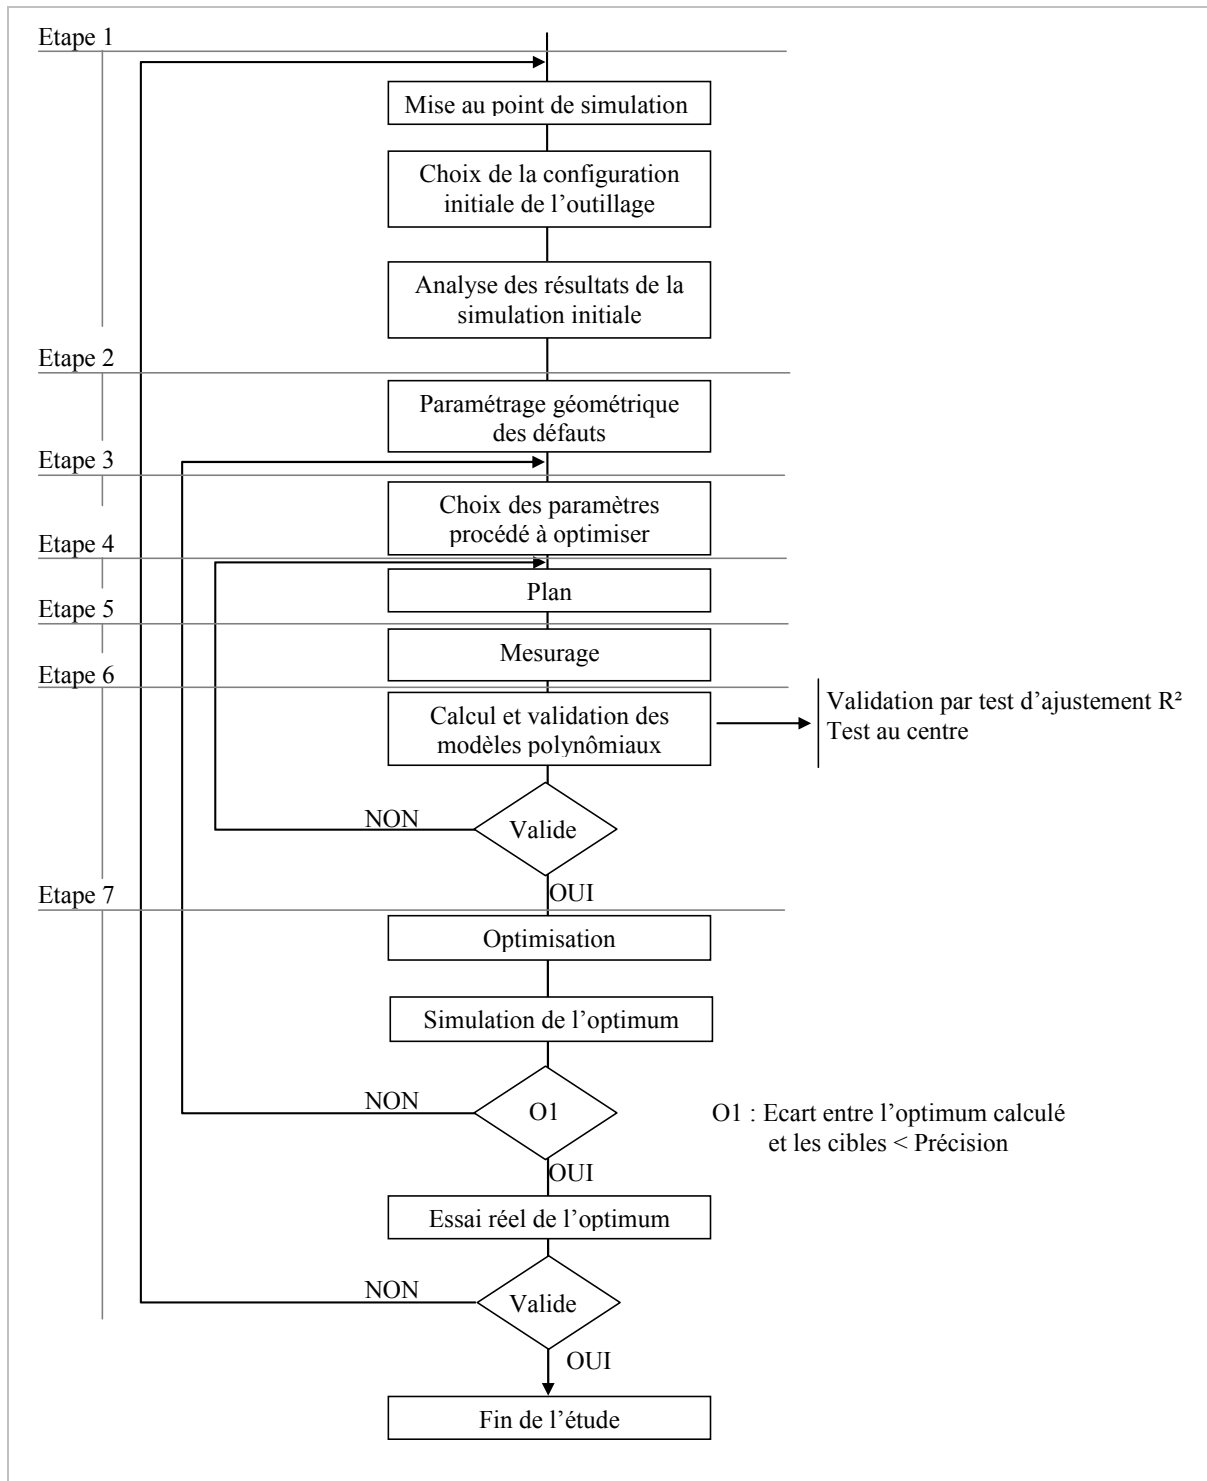 Etape 1
Mise au point de simulation
Choix de la configuration
initiale de l’outillage
Analyse des résultats de la
simulation initiale
Etape 2
Paramétrage géométrique
des défauts
Etape 3
Choix des paramètres
procédé à optimiser
Etape 4
Plan
Etape 5
Mesurage
Etape 6
Calcul et validation des
modèles polynômiaux
Validation par test d’ajustement R²
Test au centre
NON
Valide
OUI
Etape 7
Optimisation
Simulation de l’optimum
NON
O1
O1 : Ecart entre l’optimum calculé
et les cibles < Précision
OUI
Essai réel de l’optimum
NON
Valide
OUI
Fin de l’étude